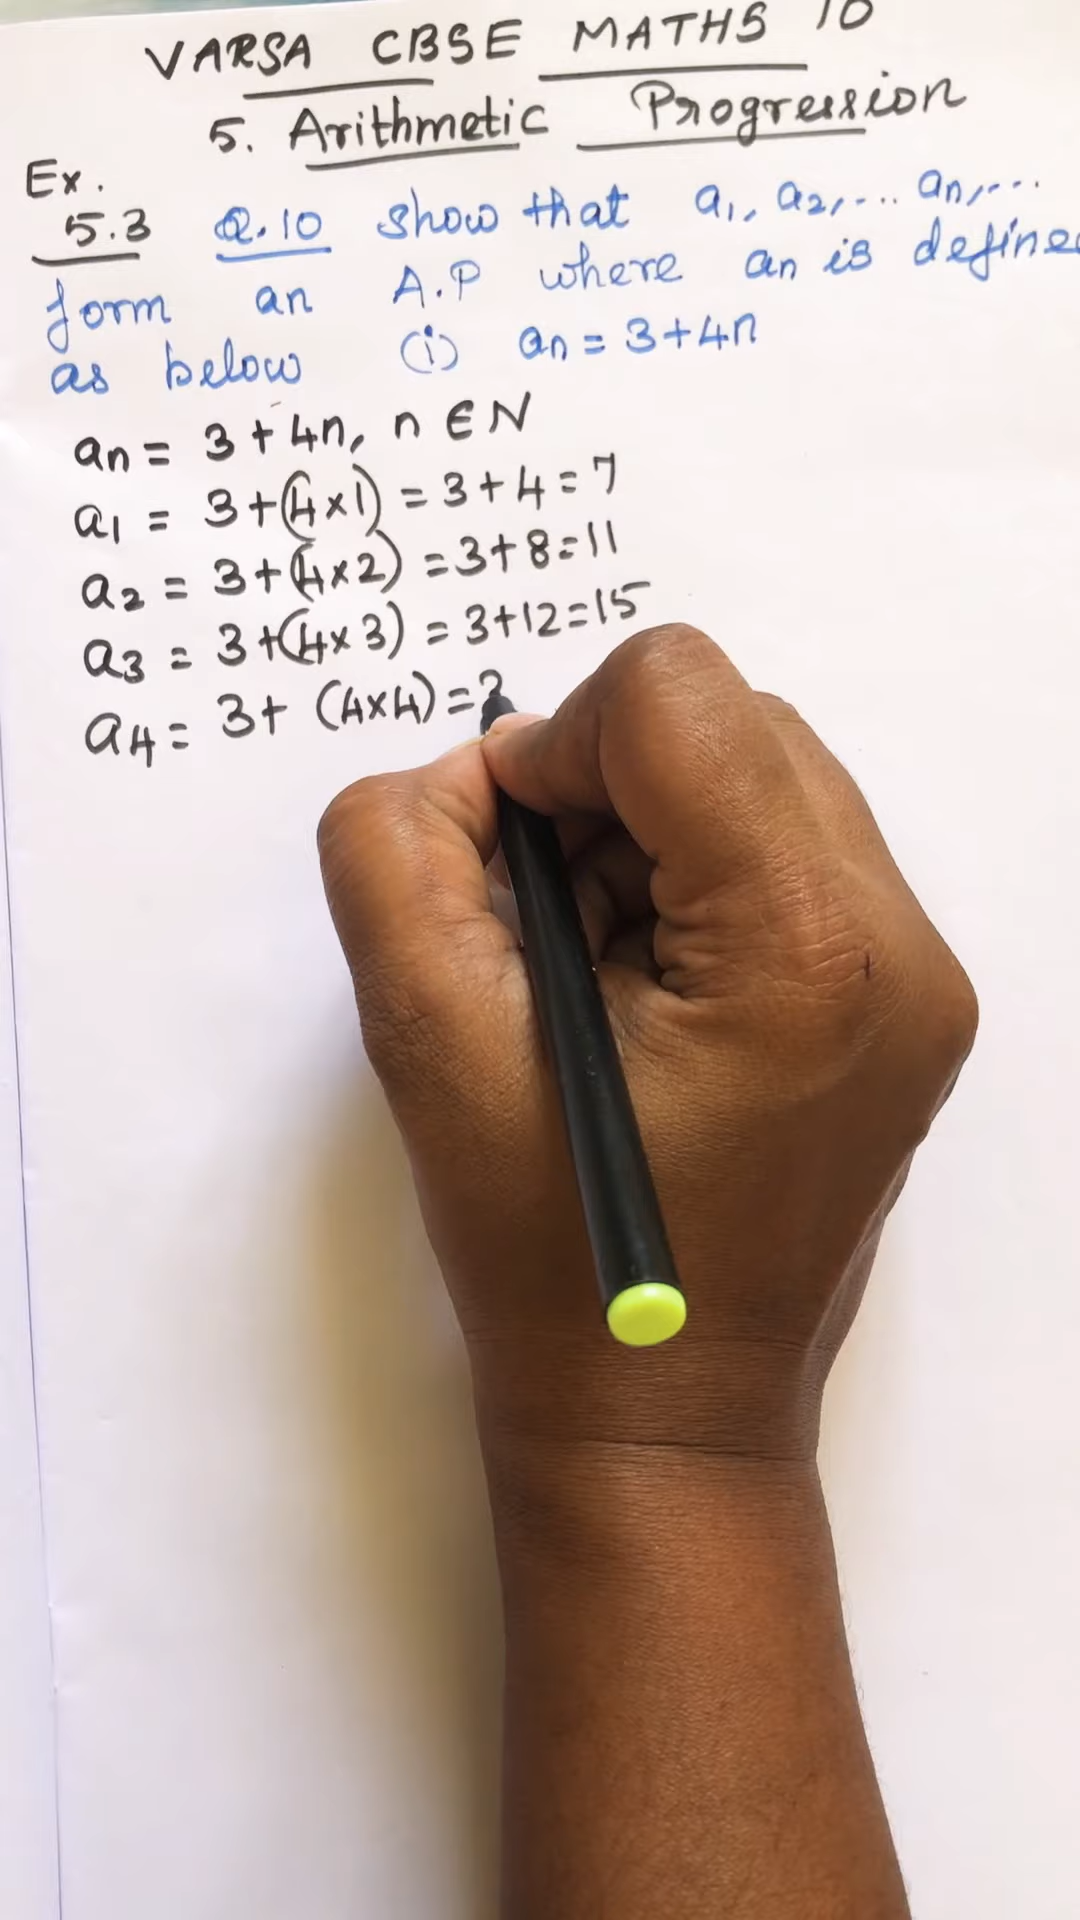 VARSA CBSE MATHS 10
5. Arithmetic Progression
Ex.
5.3 Q.10 show that a1, a2,... an,...
form an A.P where an is define
as below (i) an = 3+4n
an = 3 + 4n, n ∈ N
a1 = 3+(4×1) = 3+4=7
a2 = 3+(4×2) =3+8=11
a3 = 3+(4×3) = 3+12=15
a4 = 3+ (4×4) =3